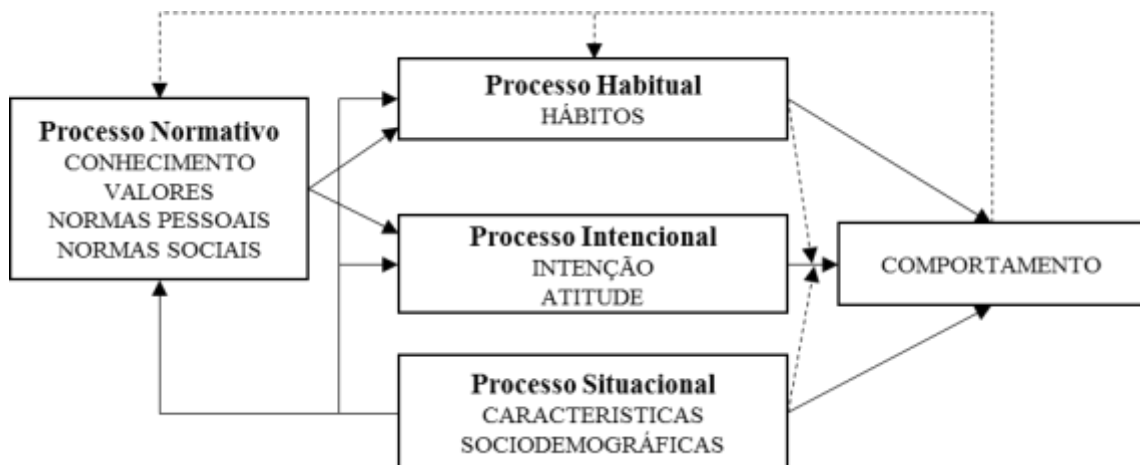 Processo Normativo
CONHECIMENTO
VALORES
NORMAS PESSOAIS
NORMAS SOCIAIS
Processo Habitual
HÁBITOS
Processo Intencional
INTENÇÃO
ATITUDE
Processo Situacional
CARACTERISTICAS
SOCIODEMOGRÁFICAS
COMPORTAMENTO